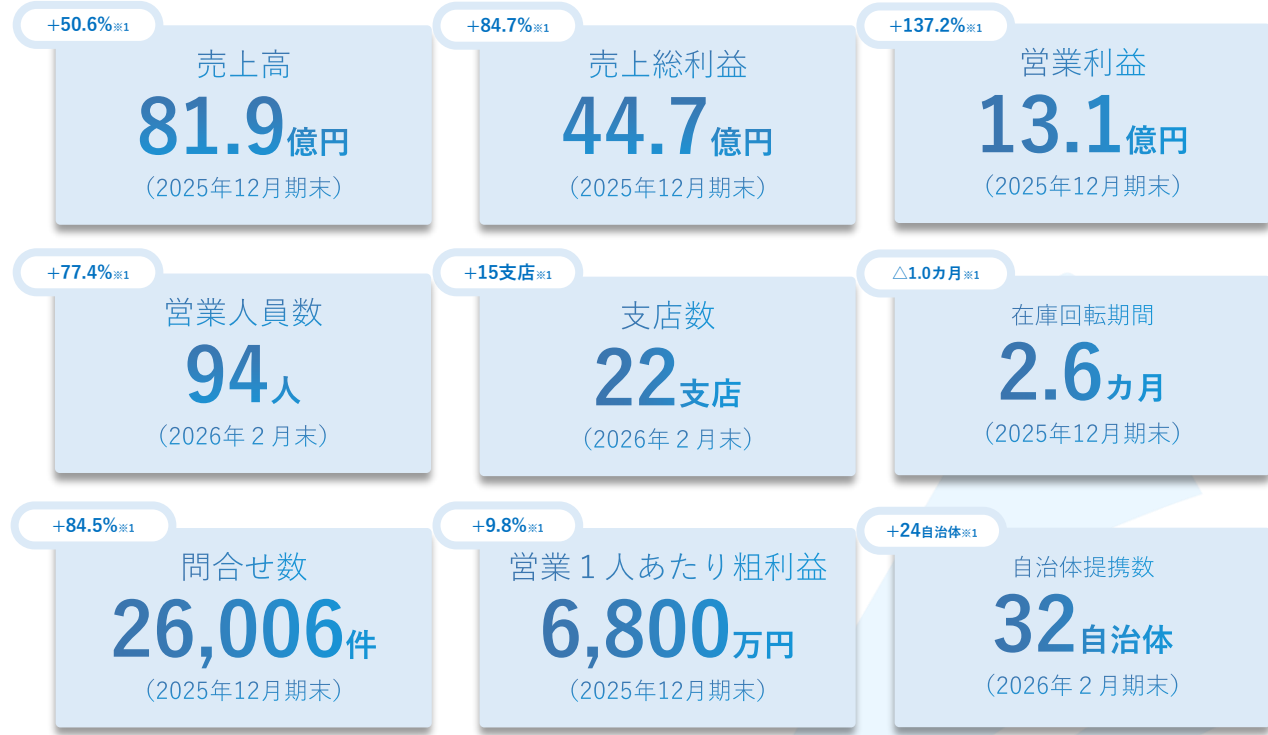 +50.6%※1
売上高
81.9億円
（2025年12月期末）
+84.7%※1
売上総利益
44.7億円
（2025年12月期末）
+137.2%※1
営業利益
13.1億円
（2025年12月期末）
+77.4%※1
営業人員数
94人
（2026年２月末）
+15支店※1
支店数
22支店
（2026年２月末）
△1.0カ月※1
在庫回転期間
2.6カ月
（2025年12月期末）
+84.5%※1
問合せ数
26,006件
（2025年12月期末）
+9.8%※1
営業１人あたり粗利益
6,800万円
（2025年12月期末）
+24自治体※1
自治体提携数
32自治体
（2026年２月期末）